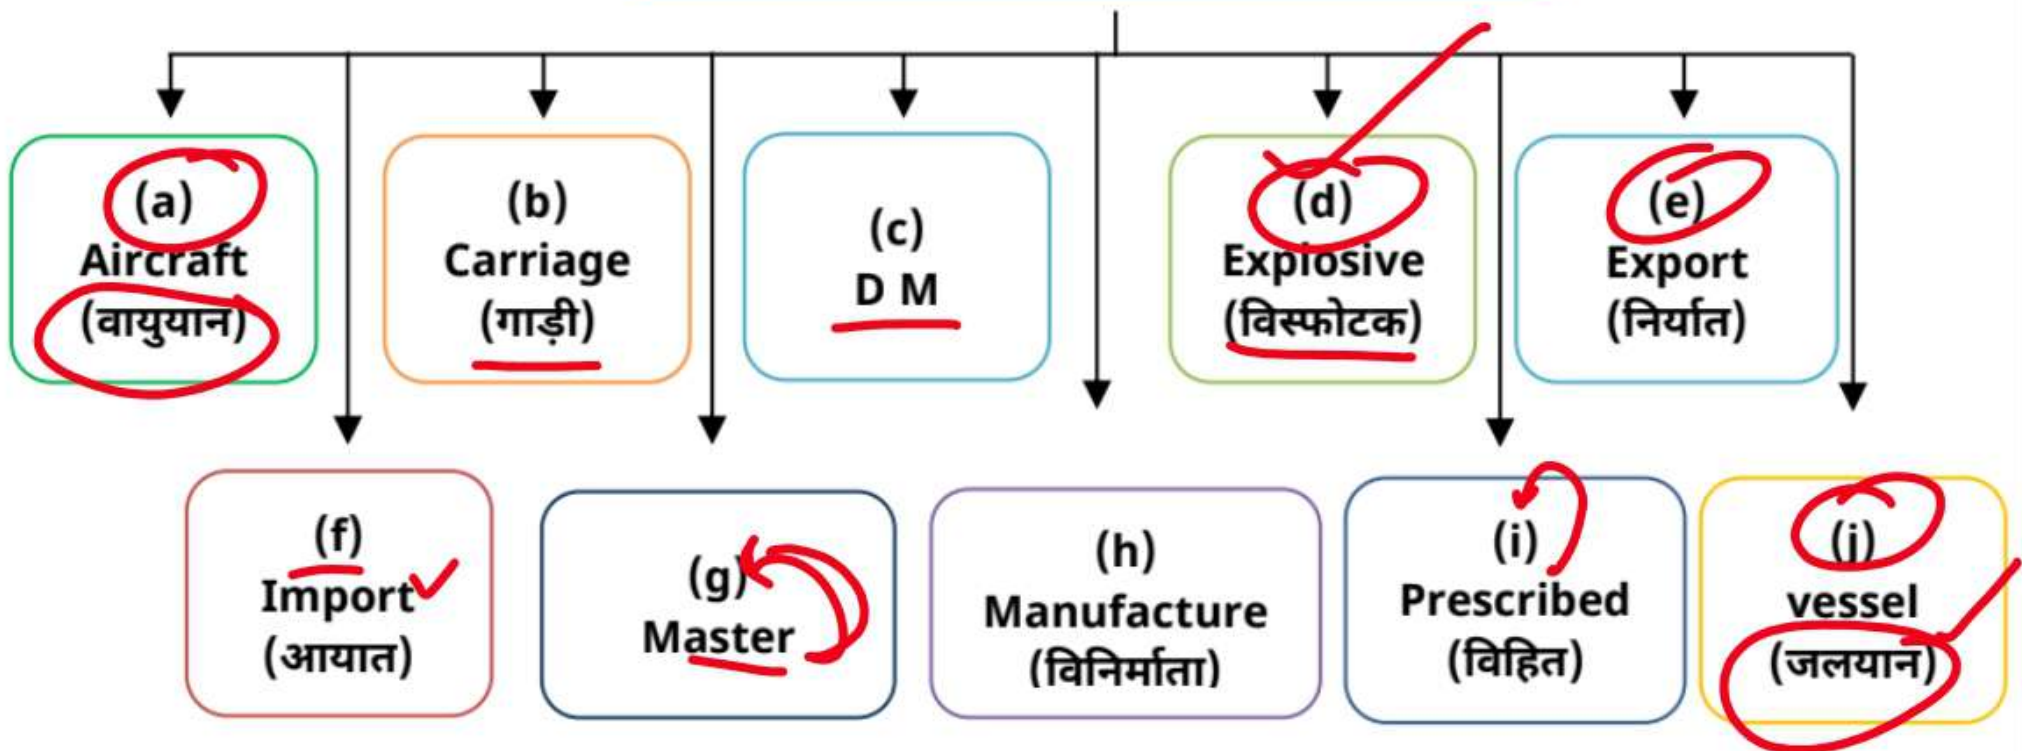 (a)
Aircraft
(वायुयान)
(b)
Carriage
(गाड़ी)
(c)
D M
(d)
Explosive
(विस्फोटक)
(e)
Export
(निर्यात)
(f)
Import
(आयात)
(g)
Master
(h)
Manufacture
(विनिर्माता)
(i)
Prescribed
(विहित)
(j)
vessel
(जलयान)